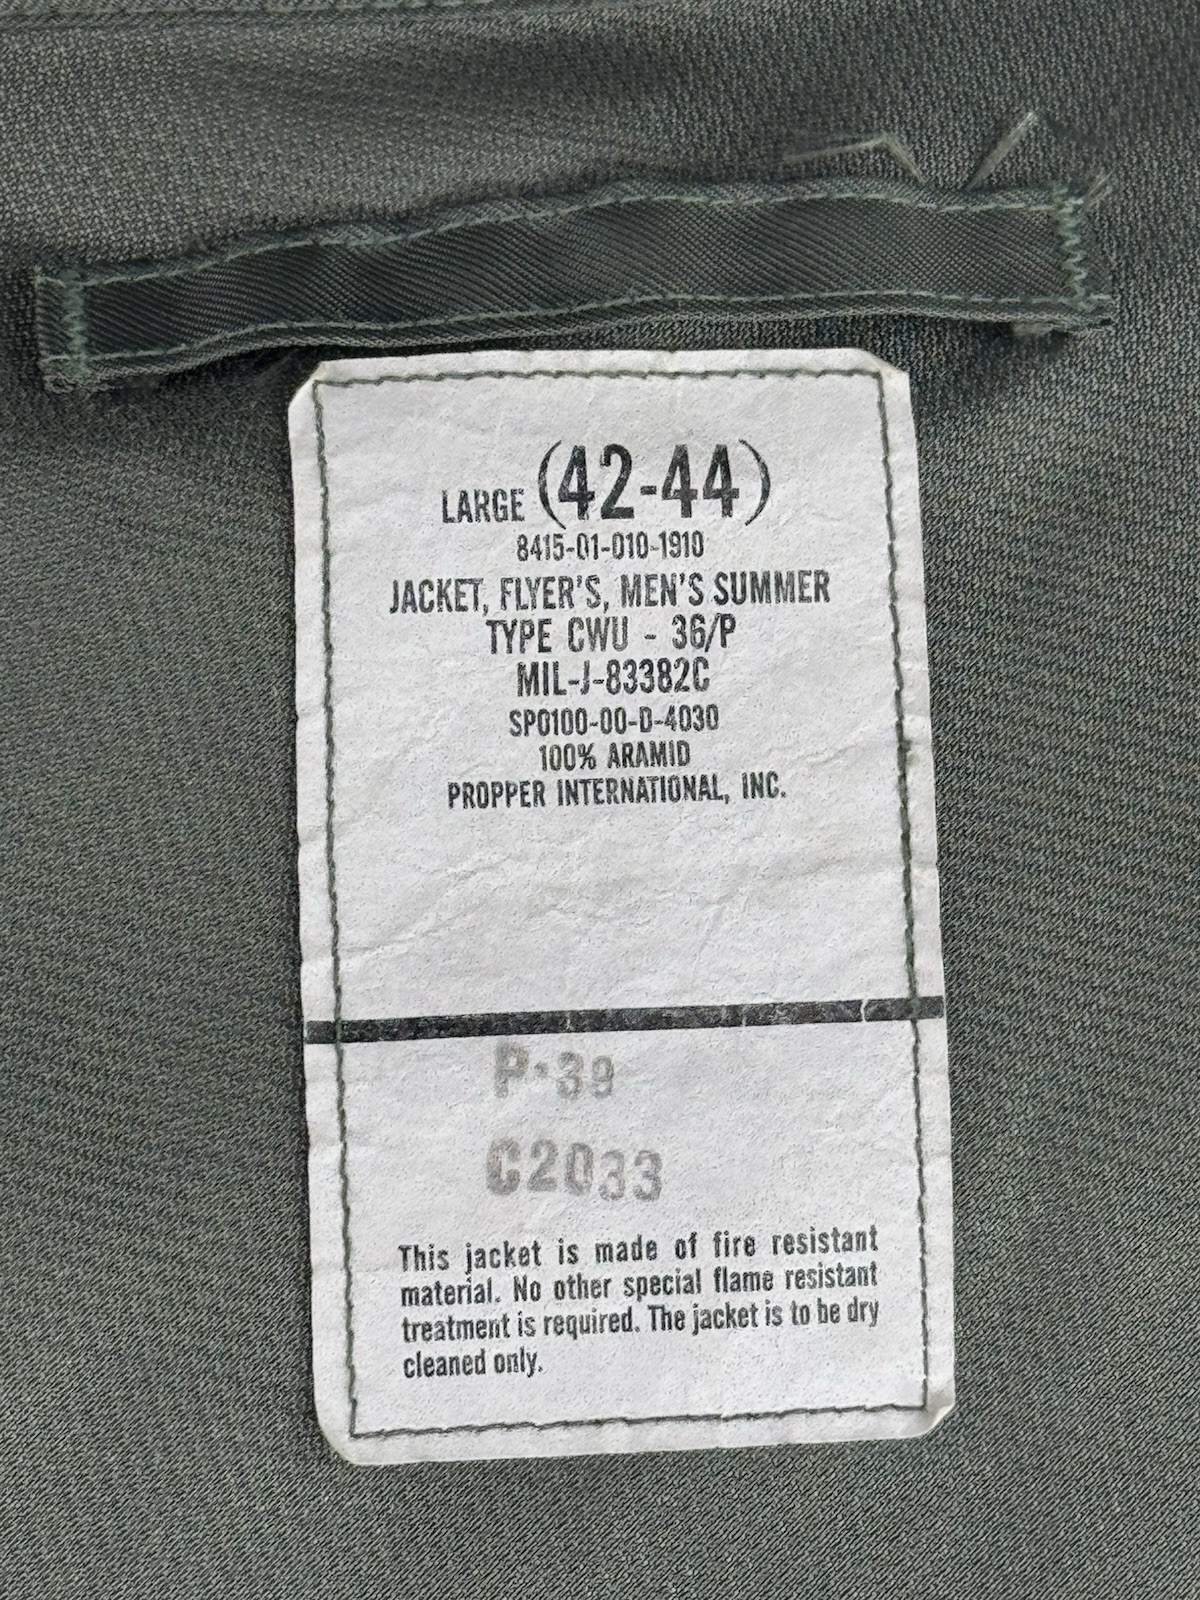 LARGE (42-44)
8415-01-010-1910
JACKET, FLYER'S, MEN'S SUMMER
TYPE CWU - 36/P
MIL-J-83382C
SP0100-00-D-4030
100% ARAMID
PROPPER INTERNATIONAL, INC.
P-39
C2033
This jacket is made of fire resistant
material. No other special flame resistant
treatment is required. The jacket is to be dry
cleaned only.